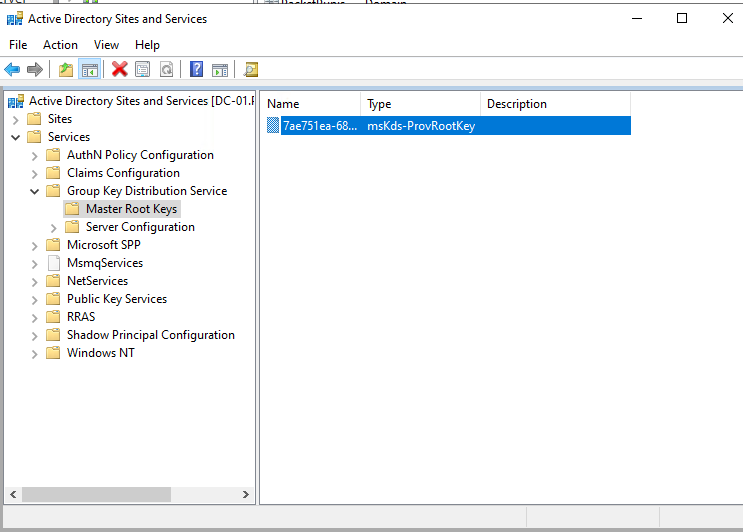 Active Directory Sites and Services
File Action View Help
Active Directory Sites and Services [DC-01.
Sites
Services
AuthN Policy Configuration
Claims Configuration
Group Key Distribution Service
Master Root Keys
Server Configuration
Microsoft SPP
MsmqServices
NetServices
Public Key Services
RRAS
Shadow Principal Configuration
Windows NT
Name Type Description
7ae751ea-68... msKds-ProvRootKey